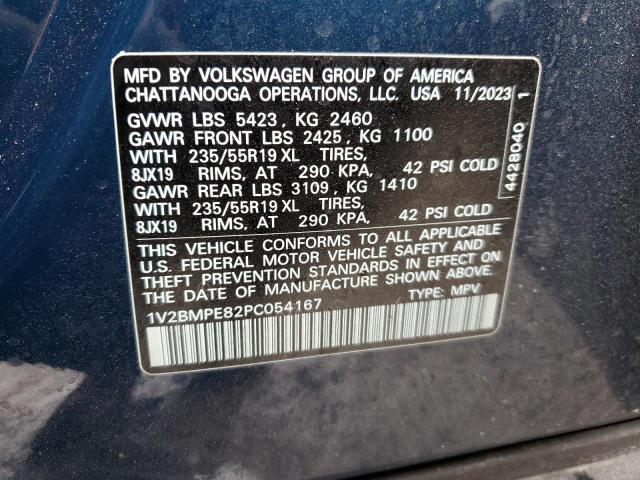 MFD BY VOLKSWAGEN GROUP OF AMERICA
CHATTANOOGA OPERATIONS, LLC. USA 11/2023
GVWR LBS 5423, KG 2460
GAWR FRONT LBS 2425, KG 1100
WITH 235/55R19 XL TIRES,
8JX19 RIMS, AT 290 KPA, 42 PSI COLD
GAWR REAR LBS 3109, KG 1410
WITH 235/55R19 XL TIRES,
8JX19 RIMS, AT 290 KPA, 42 PSI COLD
THIS VEHICLE CONFORMS TO ALL APPLICABLE
U.S. FEDERAL MOTOR VEHICLE SAFETY AND
THEFT PREVENTION STANDARDS IN EFFECT ON
THE DATE OF MANUFACTURE SHOWN ABOVE.
1V2BMPE82PC054167 TYPE: MPV
4428040 1